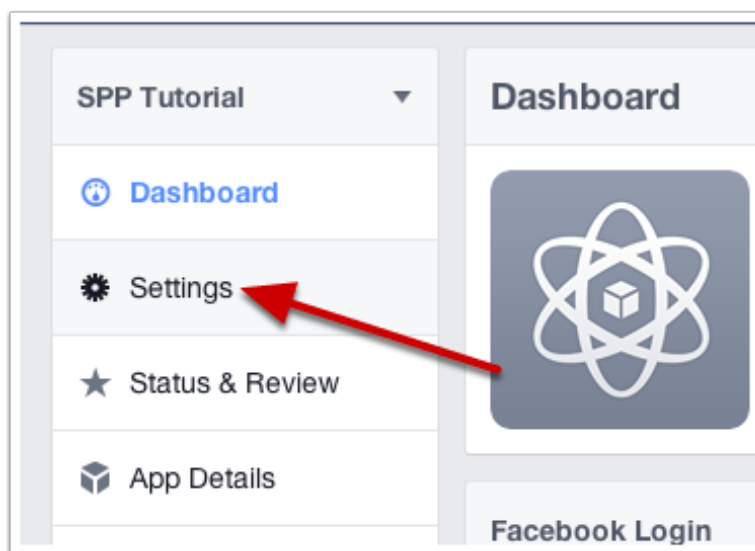 SPP Tutorial
Dashboard
Settings
Status & Review
App Details
Dashboard
Facebook Login